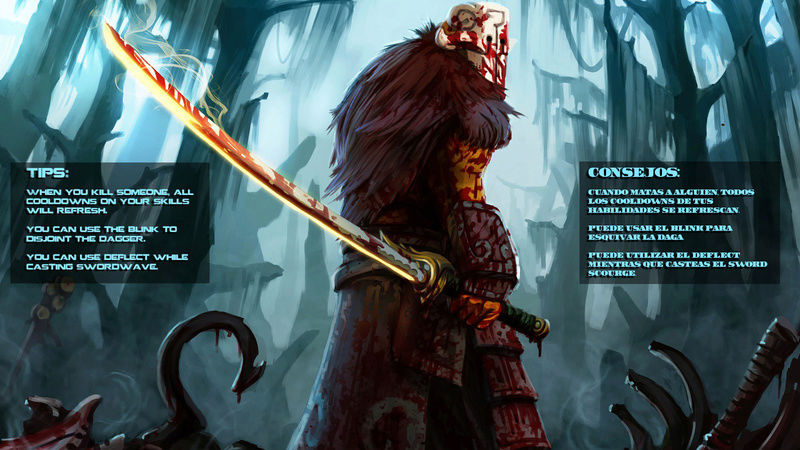 TIPS:
WHEN YOU KILL SOMEONE, ALL
COOLDOWNS ON YOUR SKILLS
WILL REFRESH.
YOU CAN USE THE BLINK TO
DISJOINT THE DAGGER.
YOU CAN USE DEFLECT WHILE
CASTING SWORDWAVE.
CONSEJOS:
CUANDO MATAS A ALGUIEN TODOS
LOS COOLDOWNS DE TUS
HABILIDADES SE REFRESCAN.
PUEDE USAR EL BLINK PARA
ESQUIVAR LA DAGA
PUEDE UTILIZAR EL DEFLECT
MIENTRAS QUE CASTEAS EL SWORD
SCOURGE